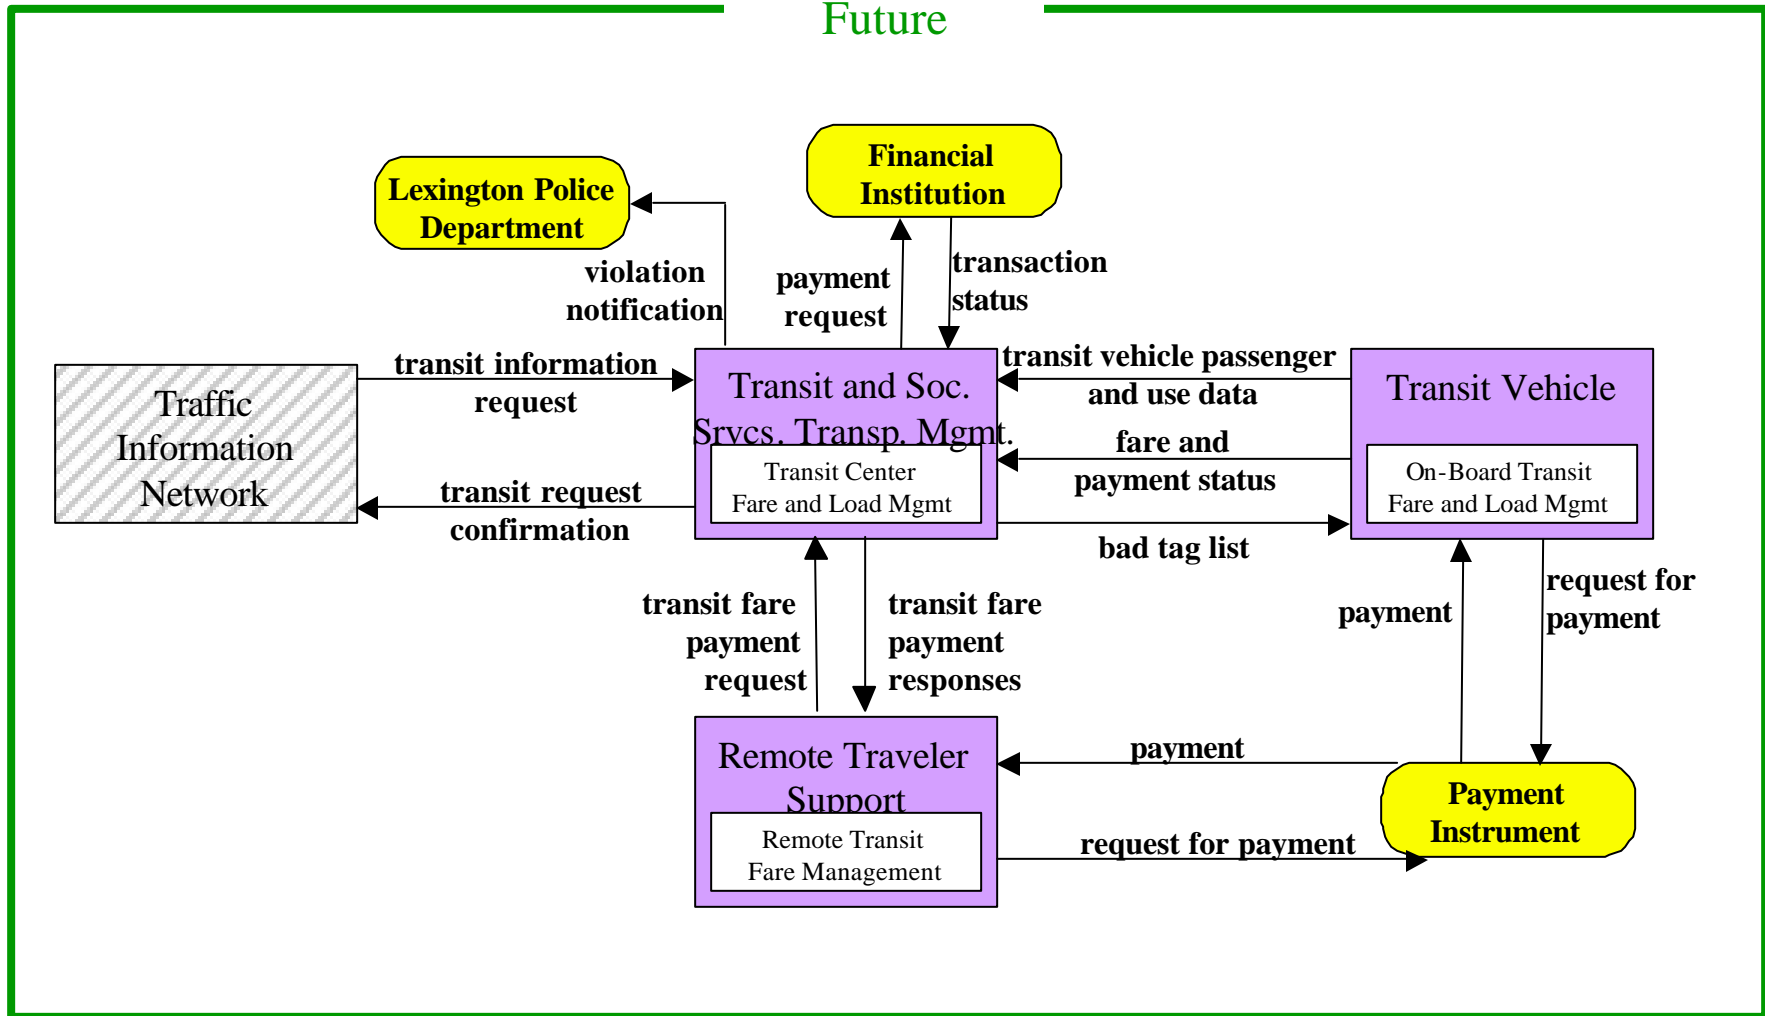 Future
Financial
Institution
Lexington Police
Department
violation
notification
payment
request
transaction
status
Traffic
Information
Network
transit information
request
transit request
confirmation
Transit and Soc.
Srvcs. Transp. Mgmt.
Transit Center
Fare and Load Mgmt
transit vehicle passenger
and use data
fare and
payment status
bad tag list
Transit Vehicle
On-Board Transit
Fare and Load Mgmt
transit fare
payment
request
transit fare
payment
responses
payment
request for
payment
Remote Traveler
Support
Remote Transit
Fare Management
payment
request for payment
Payment
Instrument